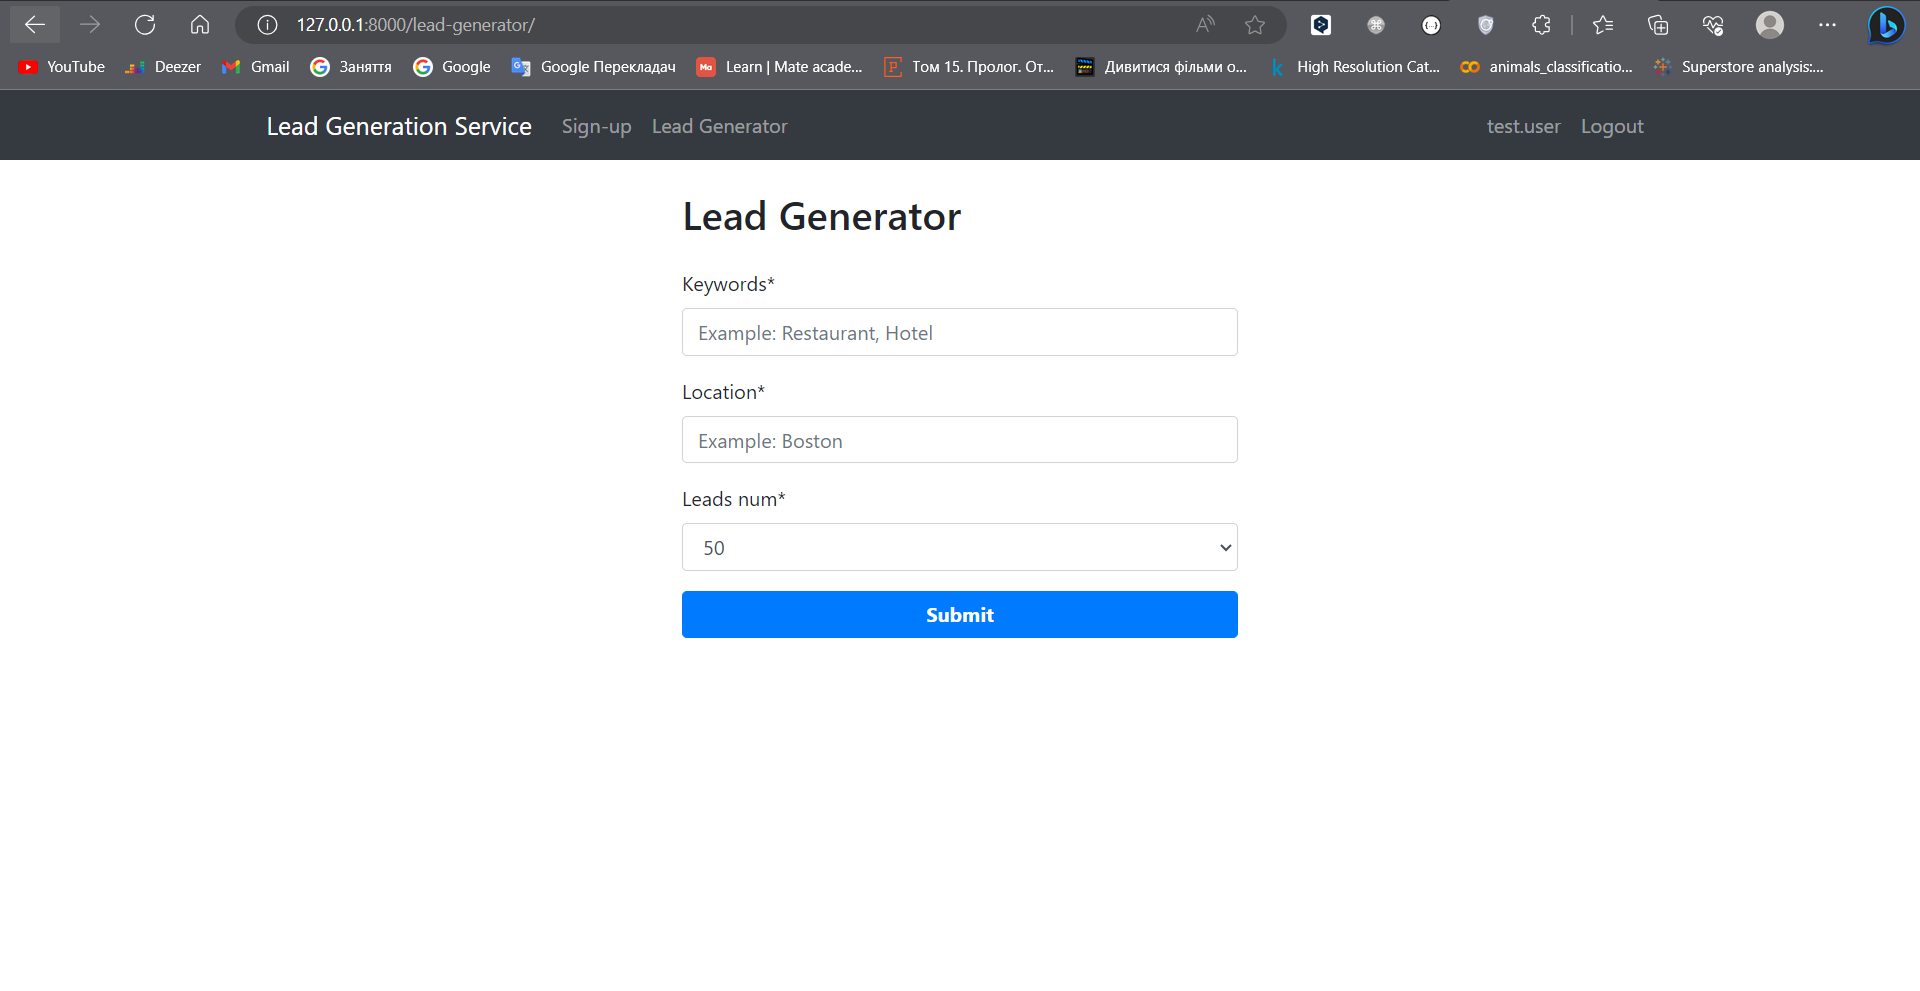 127.0.0.1:8000/lead-generator/
YouTube Deezer Gmail Заняття Google Google Перекладач Learn | Mate acade... Том 15. Пролог. От... Дивитися фільми о... High Resolution Cat... animals_classificatio... Superstore analysis:...
Lead Generation Service Sign-up Lead Generator test.user Logout
Lead Generator
Keywords*
Example: Restaurant, Hotel
Location*
Example: Boston
Leads num*
50
Submit